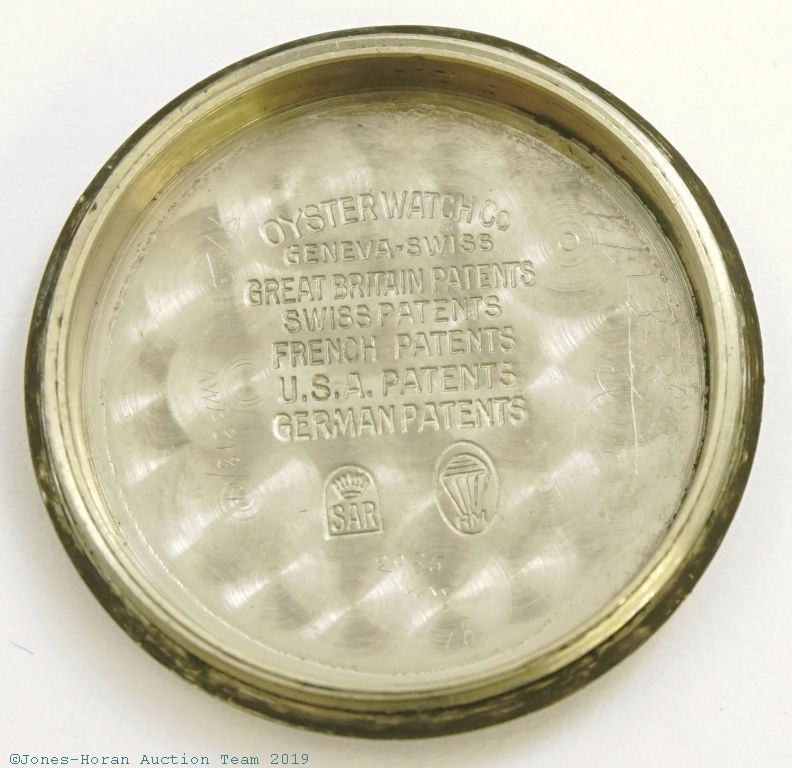 OYSTER WATCH CO
GENEVA-SWISS
GREAT BRITAIN PATENTS
SWISS PATENTS
FRENCH PATENTS
U.S.A. PATENTS
GERMAN PATENTS
SAR
©Jones-Horan Auction Team 2019